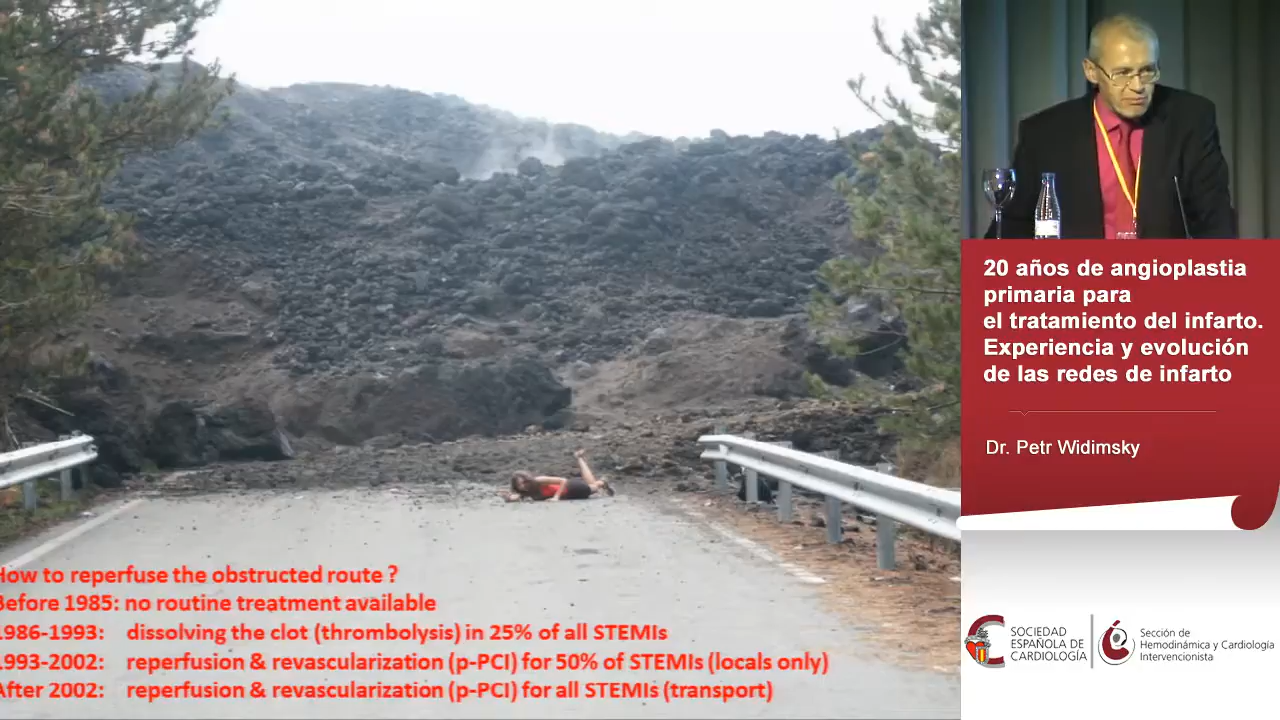 How to reperfuse the obstructed route ?
Before 1985: no routine treatment available
1986-1993: dissolving the clot (thrombolysis) in 25% of all STEMIs
1993-2002: reperfusion & revascularization (p-PCI) for 50% of STEMIs (locals only)
After 2002: reperfusion & revascularization (p-PCI) for all STEMIs (transport)
20 años de angioplastia
primaria para
el tratamiento del infarto.
Experiencia y evolución
de las redes de infarto
Dr. Petr Widimsky
SOCIEDAD
ESPAÑOLA DE
CARDIOLOGÍA
Sección de
Hemodinámica y Cardiología
Intervencionista